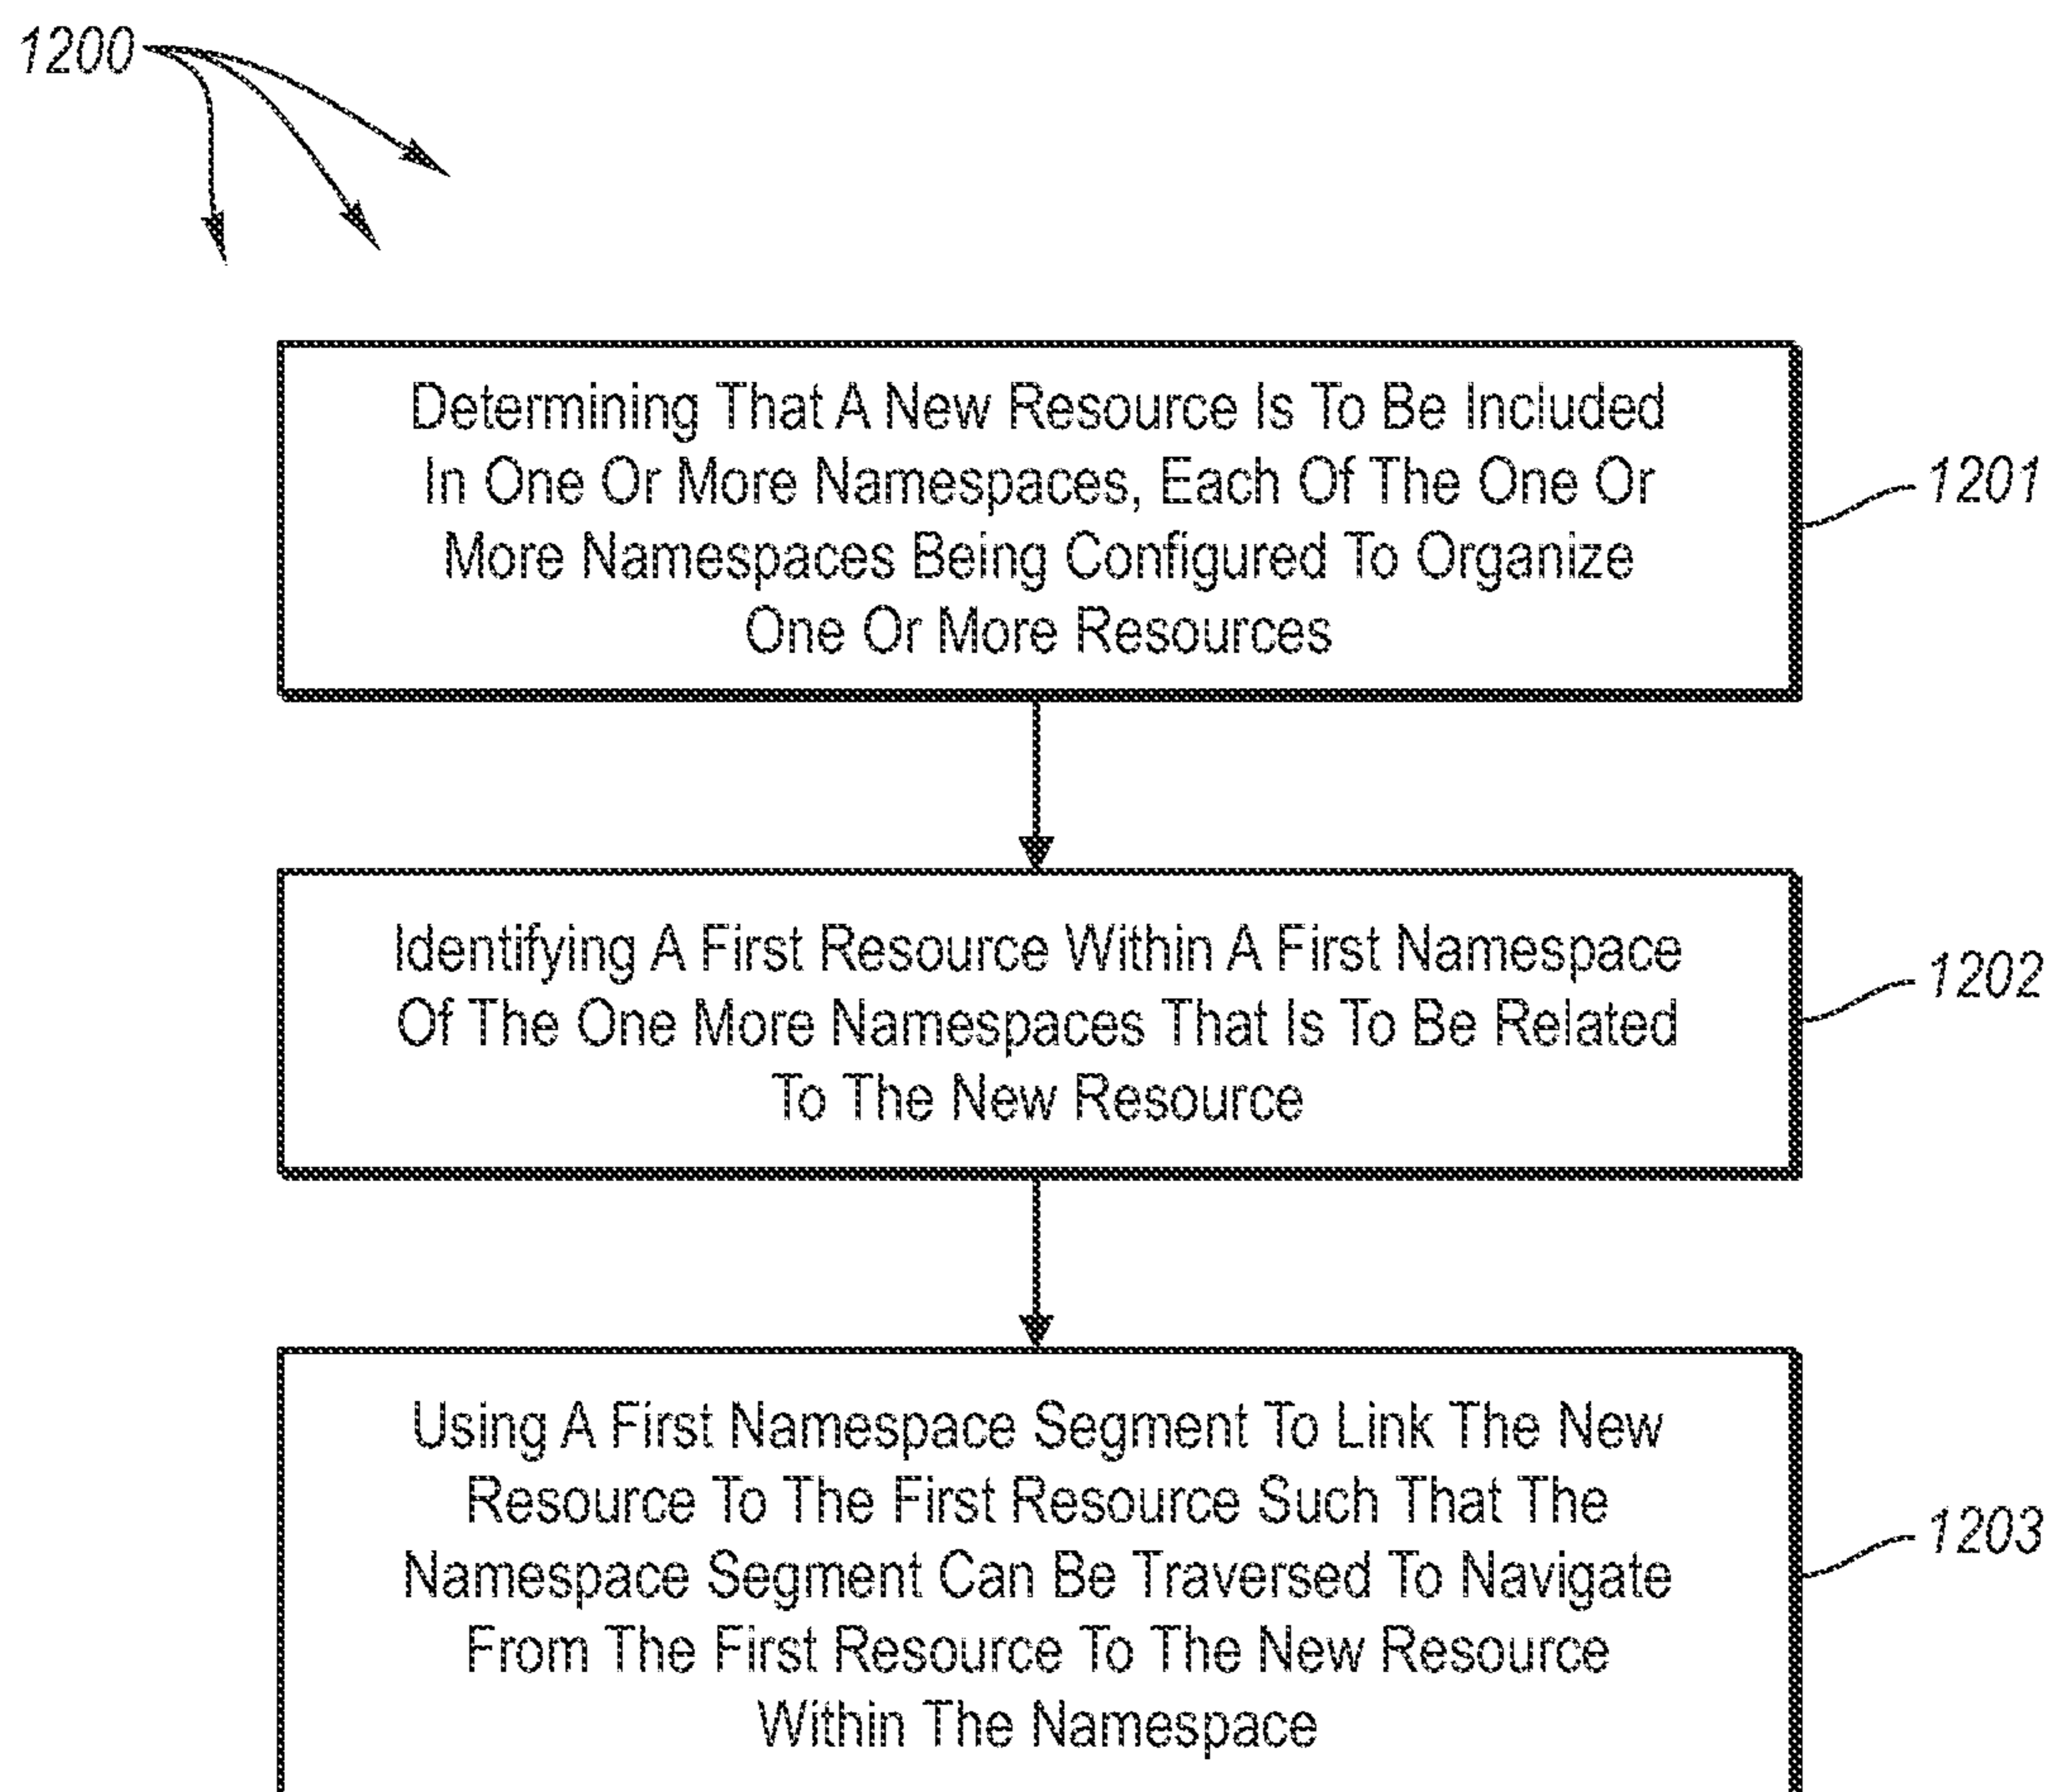 1200
Determining That A New Resource Is To Be Included
In One Or More Namespaces, Each Of The One Or
More Namespaces Being Configured To Organize
One Or More Resources
1201
Identifying A First Resource Within A First Namespace
Of The One More Namespaces That Is To Be Related
To The New Resource
1202
Using A First Namespace Segment To Link The New
Resource To The First Resource Such That The
Namespace Segment Can Be Traversed To Navigate
From The First Resource To The New Resource
Within The Namespace
1203